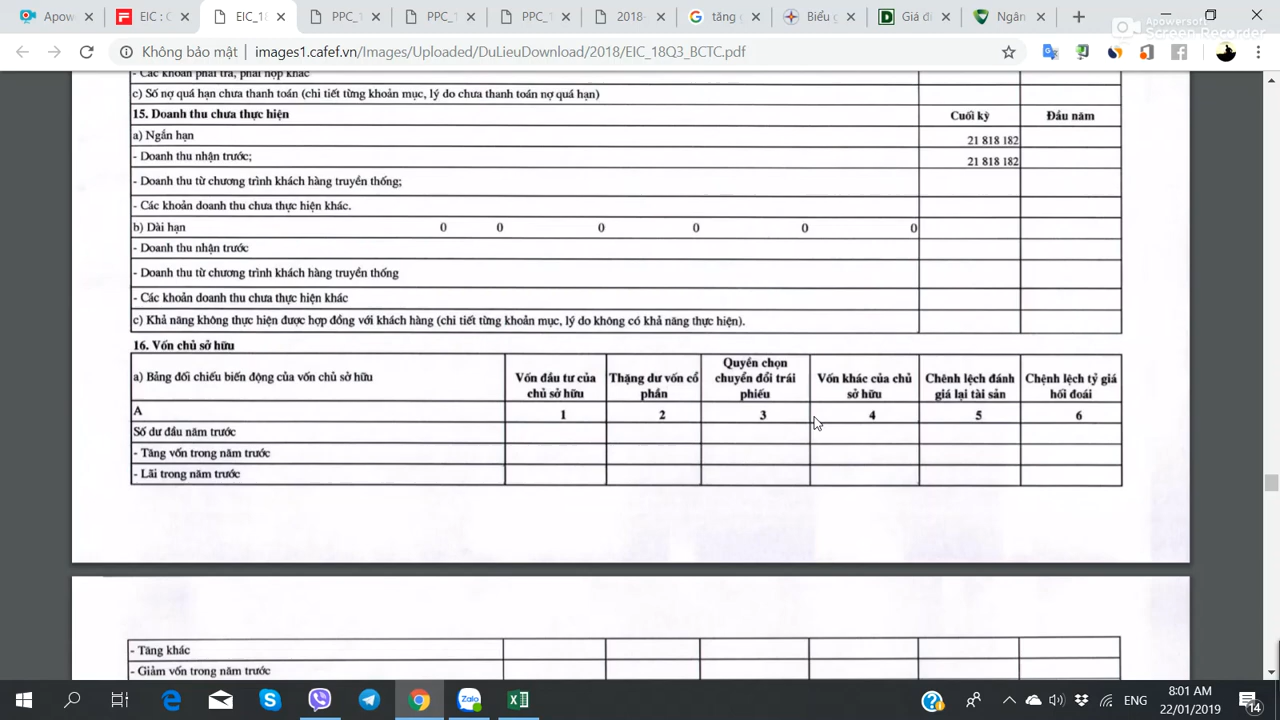 Apow
EIC : C
EIC_1
PPC_1
PPC_1
PPC_
2018-
tăng
Biểu g
Giá di
Ngân
Apowersoft
Screen Recorder
Không bảo mật | images1.cafef.vn/Images/Uploaded/DuLieuDownload/2018/EIC_18Q3_BCTC.pdf
- Các khoản phải trả, phải nộp khác
c) Số nợ quá hạn chưa thanh toán (chi tiết từng khoản mục, lý do chưa thanh toán nợ quá hạn)
15. Doanh thu chưa thực hiện Cuối kỳ Đầu năm
a) Ngắn hạn 21 818 182
- Doanh thu nhận trước; 21 818 182
- Doanh thu từ chương trình khách hàng truyền thống;
- Các khoản doanh thu chưa thực hiện khác.
b) Dài hạn 0 0 0 0 0 0
- Doanh thu nhận trước
- Doanh thu từ chương trình khách hàng truyền thống
- Các khoản doanh thu chưa thực hiện khác
c) Khả năng không thực hiện được hợp đồng với khách hàng (chi tiết từng khoản mục, lý do không có khả năng thực hiện).
16. Vốn chủ sở hữu
a) Bảng đối chiếu biến động của vốn chủ sở hữu
Vốn đầu tư của
chủ sở hữu
Thặng dư vốn cổ
phần
Quyền chọn
chuyển đổi trái
phiếu
Vốn khác của chủ
sở hữu
Chênh lệch đánh
giá lại tài sản
Chệnh lệch tỷ giá
hối đoái
A 1 2 3 4 5 6
Số dư đầu năm trước
- Tăng vốn trong năm trước
- Lãi trong năm trước
- Tăng khác
- Giảm vốn trong năm trước
ENG
8:01 AM
22/01/2019
14
Zalo